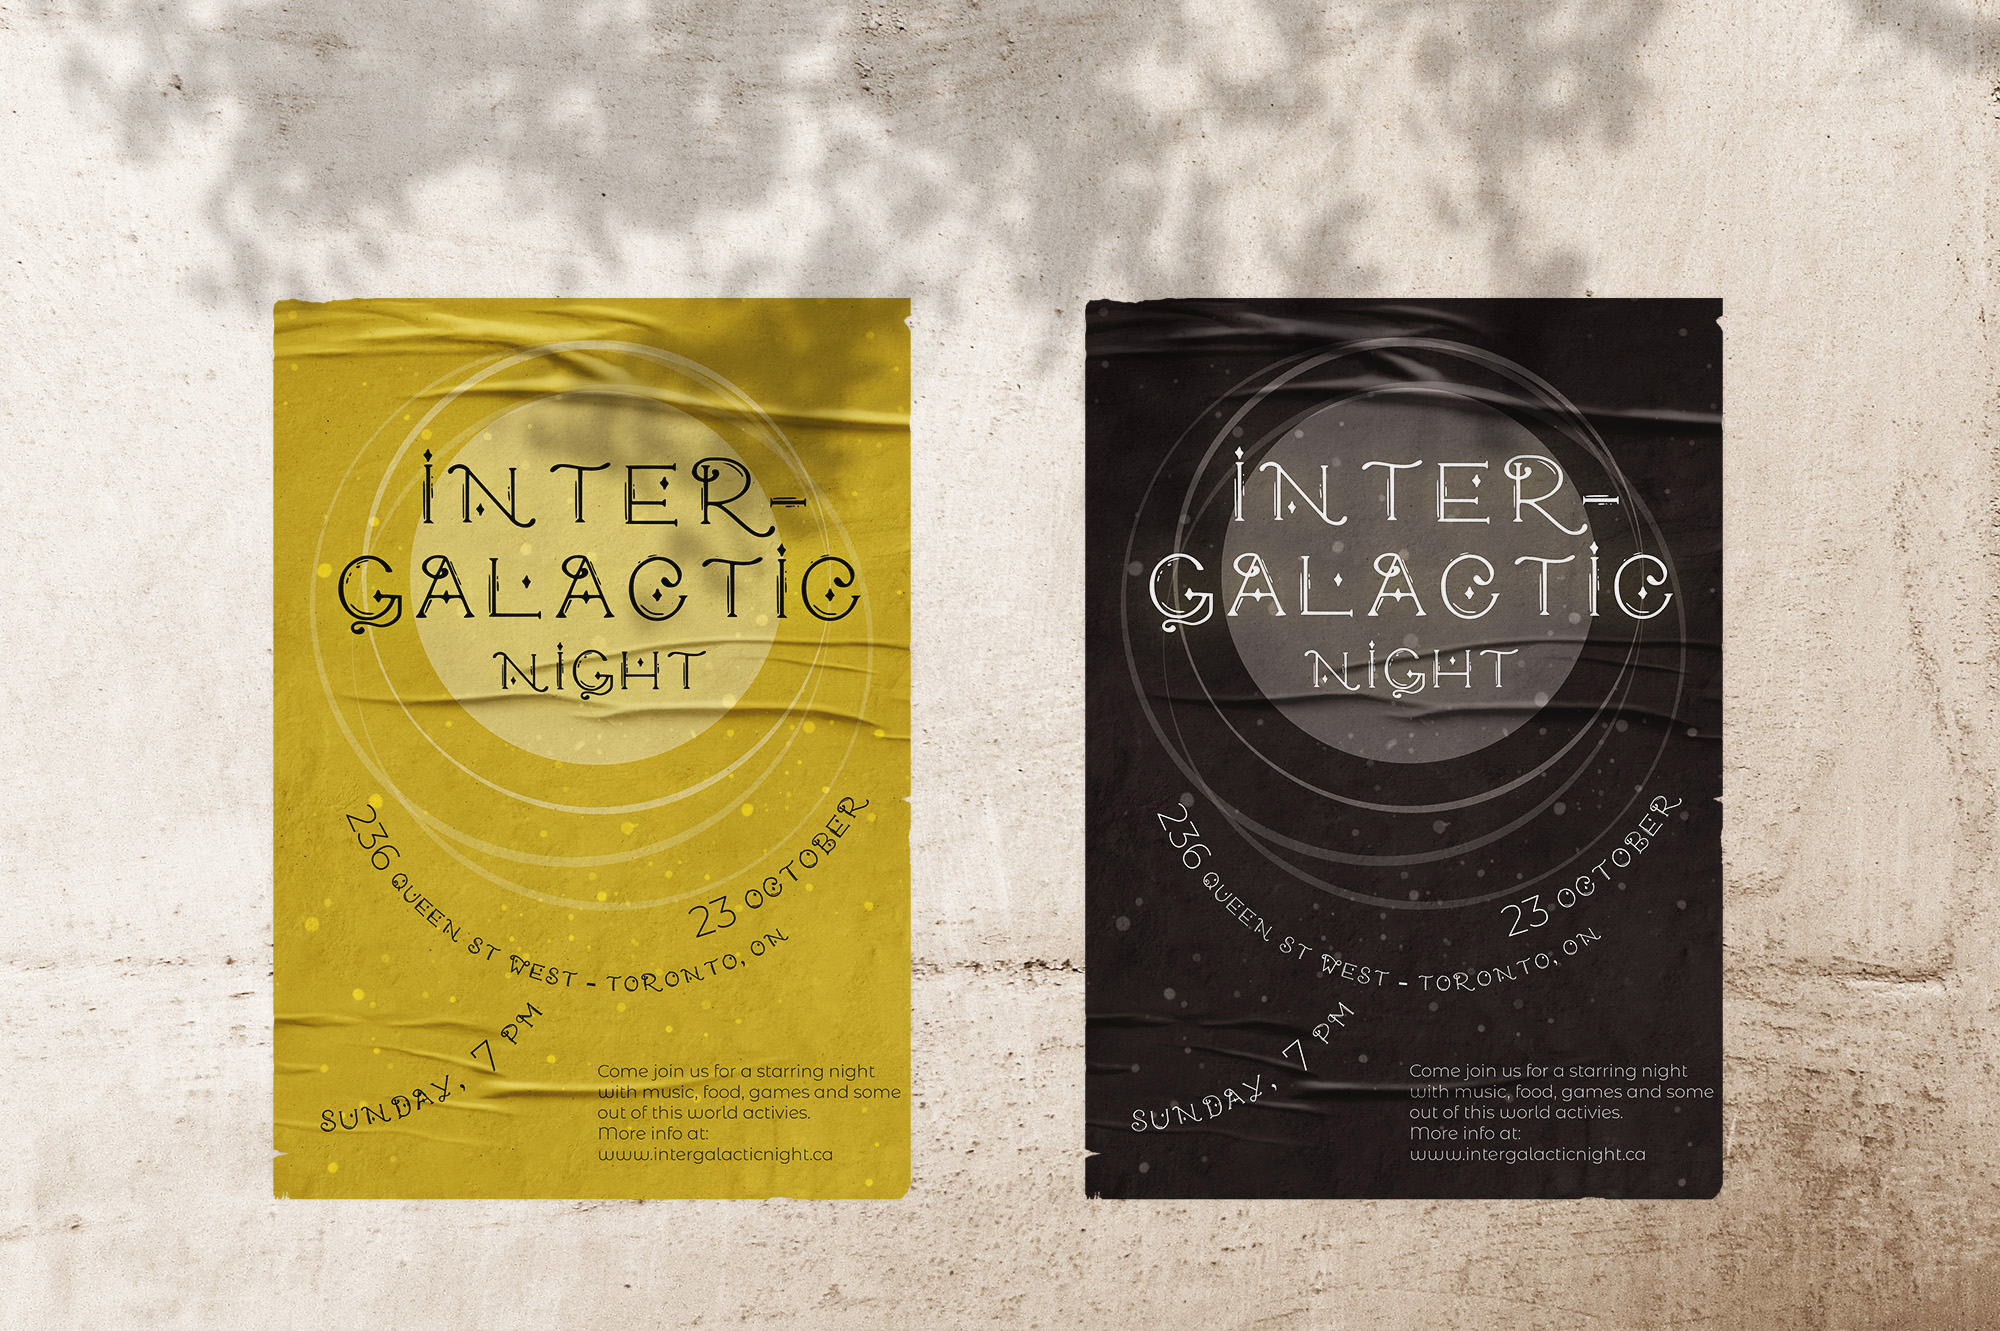 INTER-
GALACTIC
NIGHT
236 QUEEN ST WEST - TORONTO, ON
23 OCTOBER
SUNDAY, 7 PM
Come join us for a starring night
with music, food, games and some
out of this world activies.
More info at:
www.intergalacticnight.ca
INTER-
GALACTIC
NIGHT
236 QUEEN ST WEST - TORONTO, ON
23 OCTOBER
SUNDAY, 7 PM
Come join us for a starring night
with music, food, games and some
out of this world activies.
More info at:
www.intergalacticnight.ca